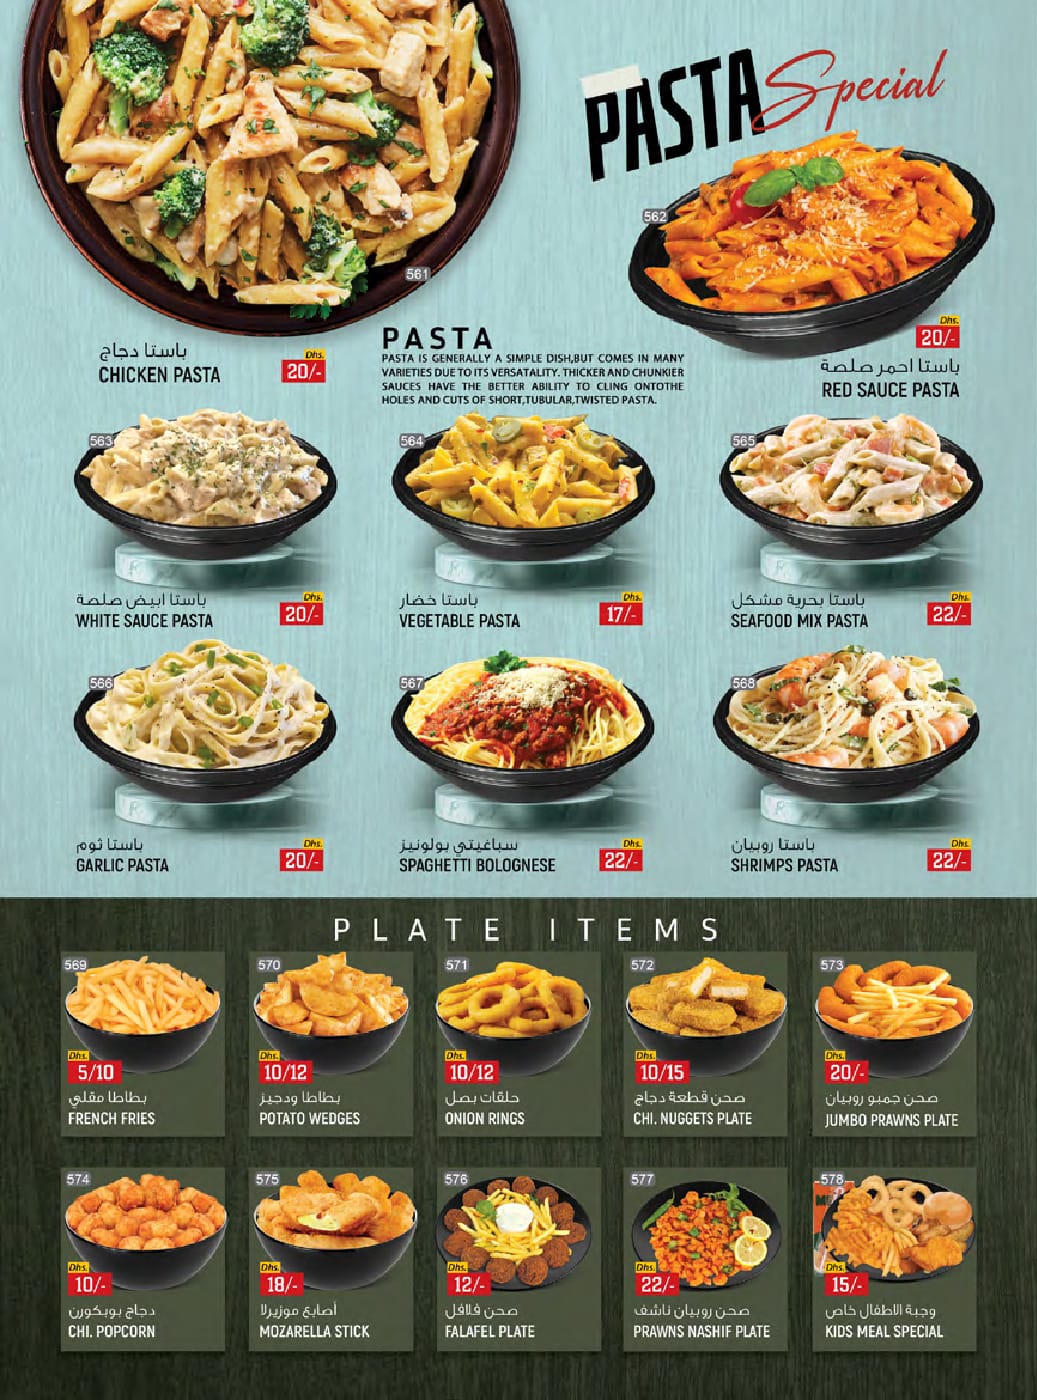 PASTA Special
562
561
باستا دجاج
CHICKEN PASTA
Dhs.
20/-
PASTA
PASTA IS GENERALLY A SIMPLE DISH,BUT COMES IN MANY
VARIETIES DUE TO ITS VERSATALITY. THICKER AND CHUNKIER
SAUCES HAVE THE BETTER ABILITY TO CLING ONTOTHE
HOLES AND CUTS OF SHORT,TUBULAR,TWISTED PASTA.
Dhs.
20/-
باستا احمر صلصة
RED SAUCE PASTA
563
باستا ابيض صلصة
WHITE SAUCE PASTA
Dhs.
20/-
564
باستا خضار
VEGETABLE PASTA
Dhs.
17/-
565
باستا بحرية مشكل
SEAFOOD MIX PASTA
Dhs.
22/-
566
باستا ثوم
GARLIC PASTA
Dhs.
20/-
567
سباغيتي بولونيز
SPAGHETTI BOLOGNESE
Dhs.
22/-
568
باستا روبيان
SHRIMPS PASTA
Dhs.
22/-
PLATE ITEMS
569
Dhs.
5/10
بطاطا مقلي
FRENCH FRIES
570
Dhs.
10/12
بطاطا ودجيز
POTATO WEDGES
571
Dhs.
10/12
حلقات بصل
ONION RINGS
572
Dhs.
10/15
صحن قطعة دجاج
CHI. NUGGETS PLATE
573
Dhs.
20/-
صحن جمبو روبيان
JUMBO PRAWNS PLATE
574
Dhs.
10/-
دجاج بوبكورن
CHI. POPCORN
575
Dhs.
18/-
أصابع موزيرلا
MOZARELLA STICK
576
Dhs.
12/-
صحن فلافل
FALAFEL PLATE
577
Dhs.
22/-
صحن روبيان ناشف
PRAWNS NASHIF PLATE
578
Dhs.
15/-
وجبة الاطفال خاص
KIDS MEAL SPECIAL